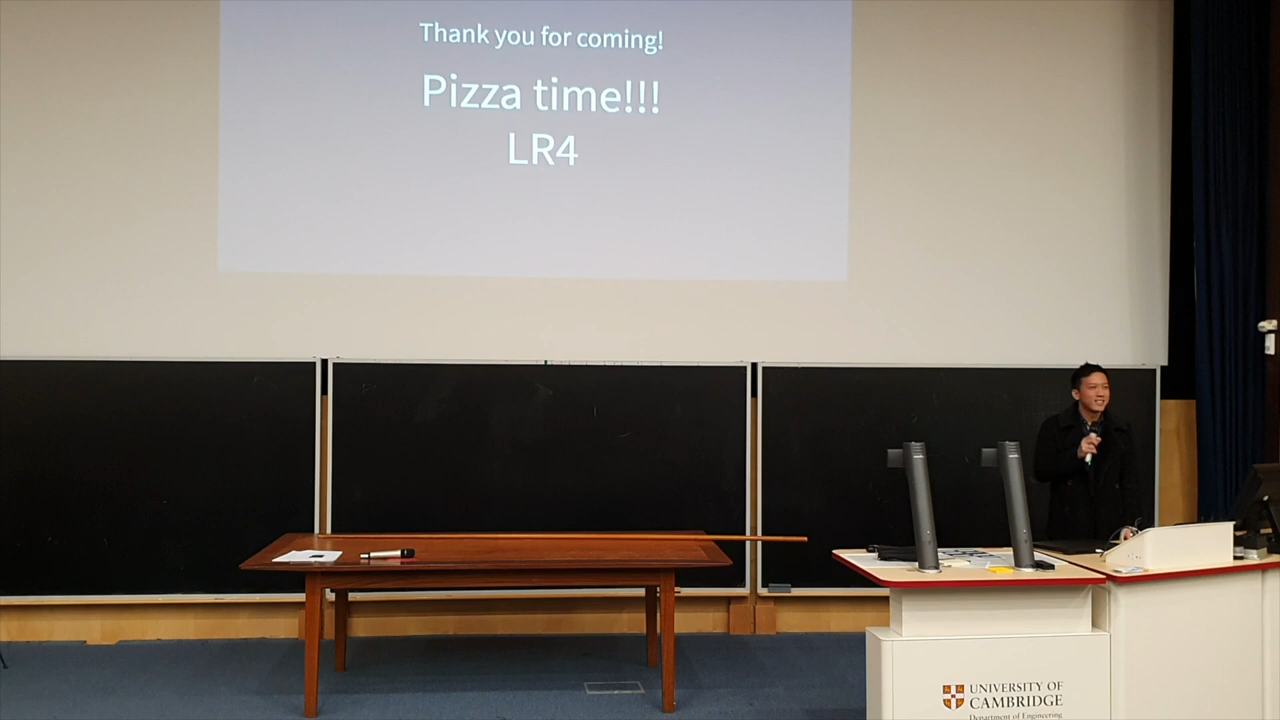 Thank you for coming!
Pizza time!!!
LR4
UNIVERSITY OF
CAMBRIDGE
Department of Engineering